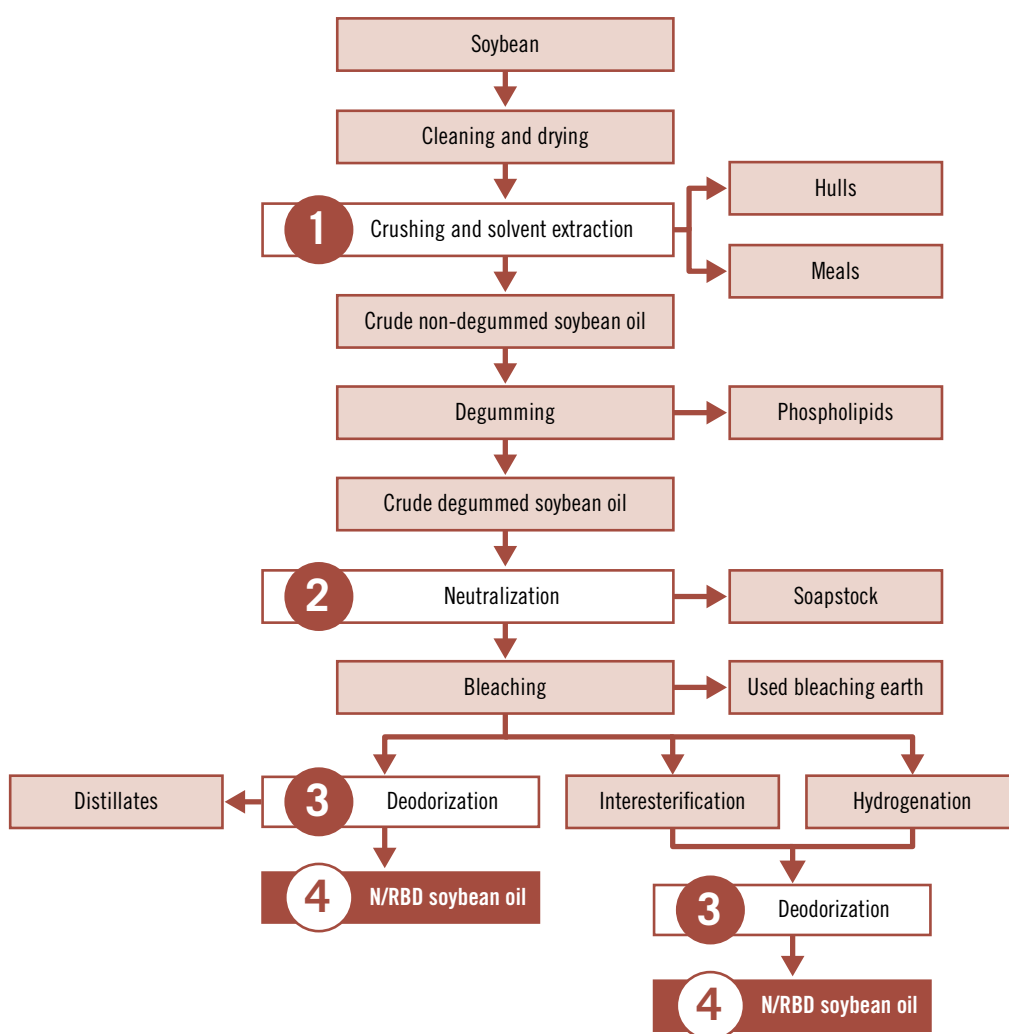 Soybean
Cleaning and drying
1 Crushing and solvent extraction
Hulls
Meals
Crude non-degummed soybean oil
Degumming
Phospholipids
Crude degummed soybean oil
2 Neutralization
Soapstock
Bleaching
Used bleaching earth
Distillates
3 Deodorization
Interesterification
Hydrogenation
4 N/RBD soybean oil
3 Deodorization
4 N/RBD soybean oil